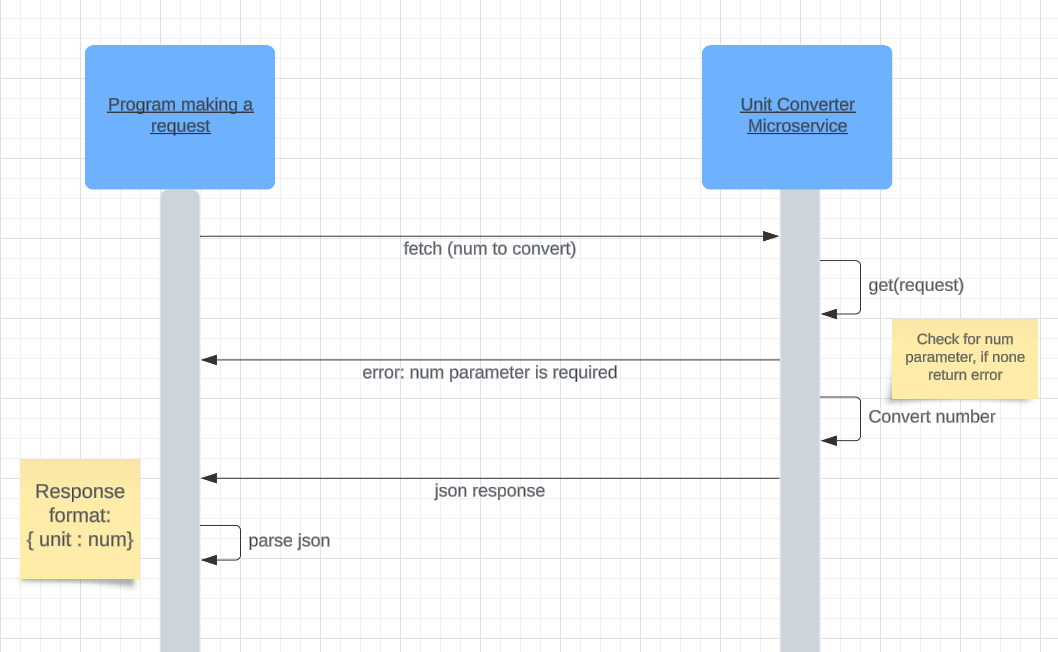 Program making a
request
Unit Converter
Microservice
fetch (num to convert)
get(request)
Check for num
parameter, if none
return error
error: num parameter is required
Convert number
json response
Response
format:
{ unit : num}
parse json